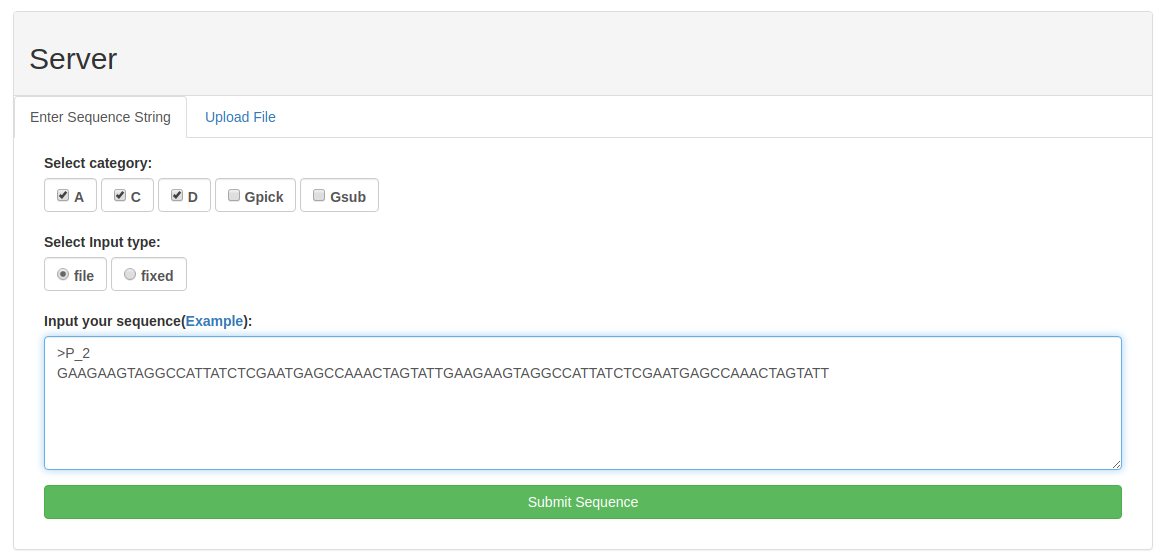 Server
Enter Sequence String Upload File
Select category:
A C D Gpick Gsub
Select Input type:
file fixed
Input your sequence(Example):
>P_2
GAAGAAGTAGGCCATTATCTCGAATGAGCCAAACTAGTATTGAAGAAGTAGGCCATTATCTCGAATGAGCCAAACTAGTATT
Submit Sequence